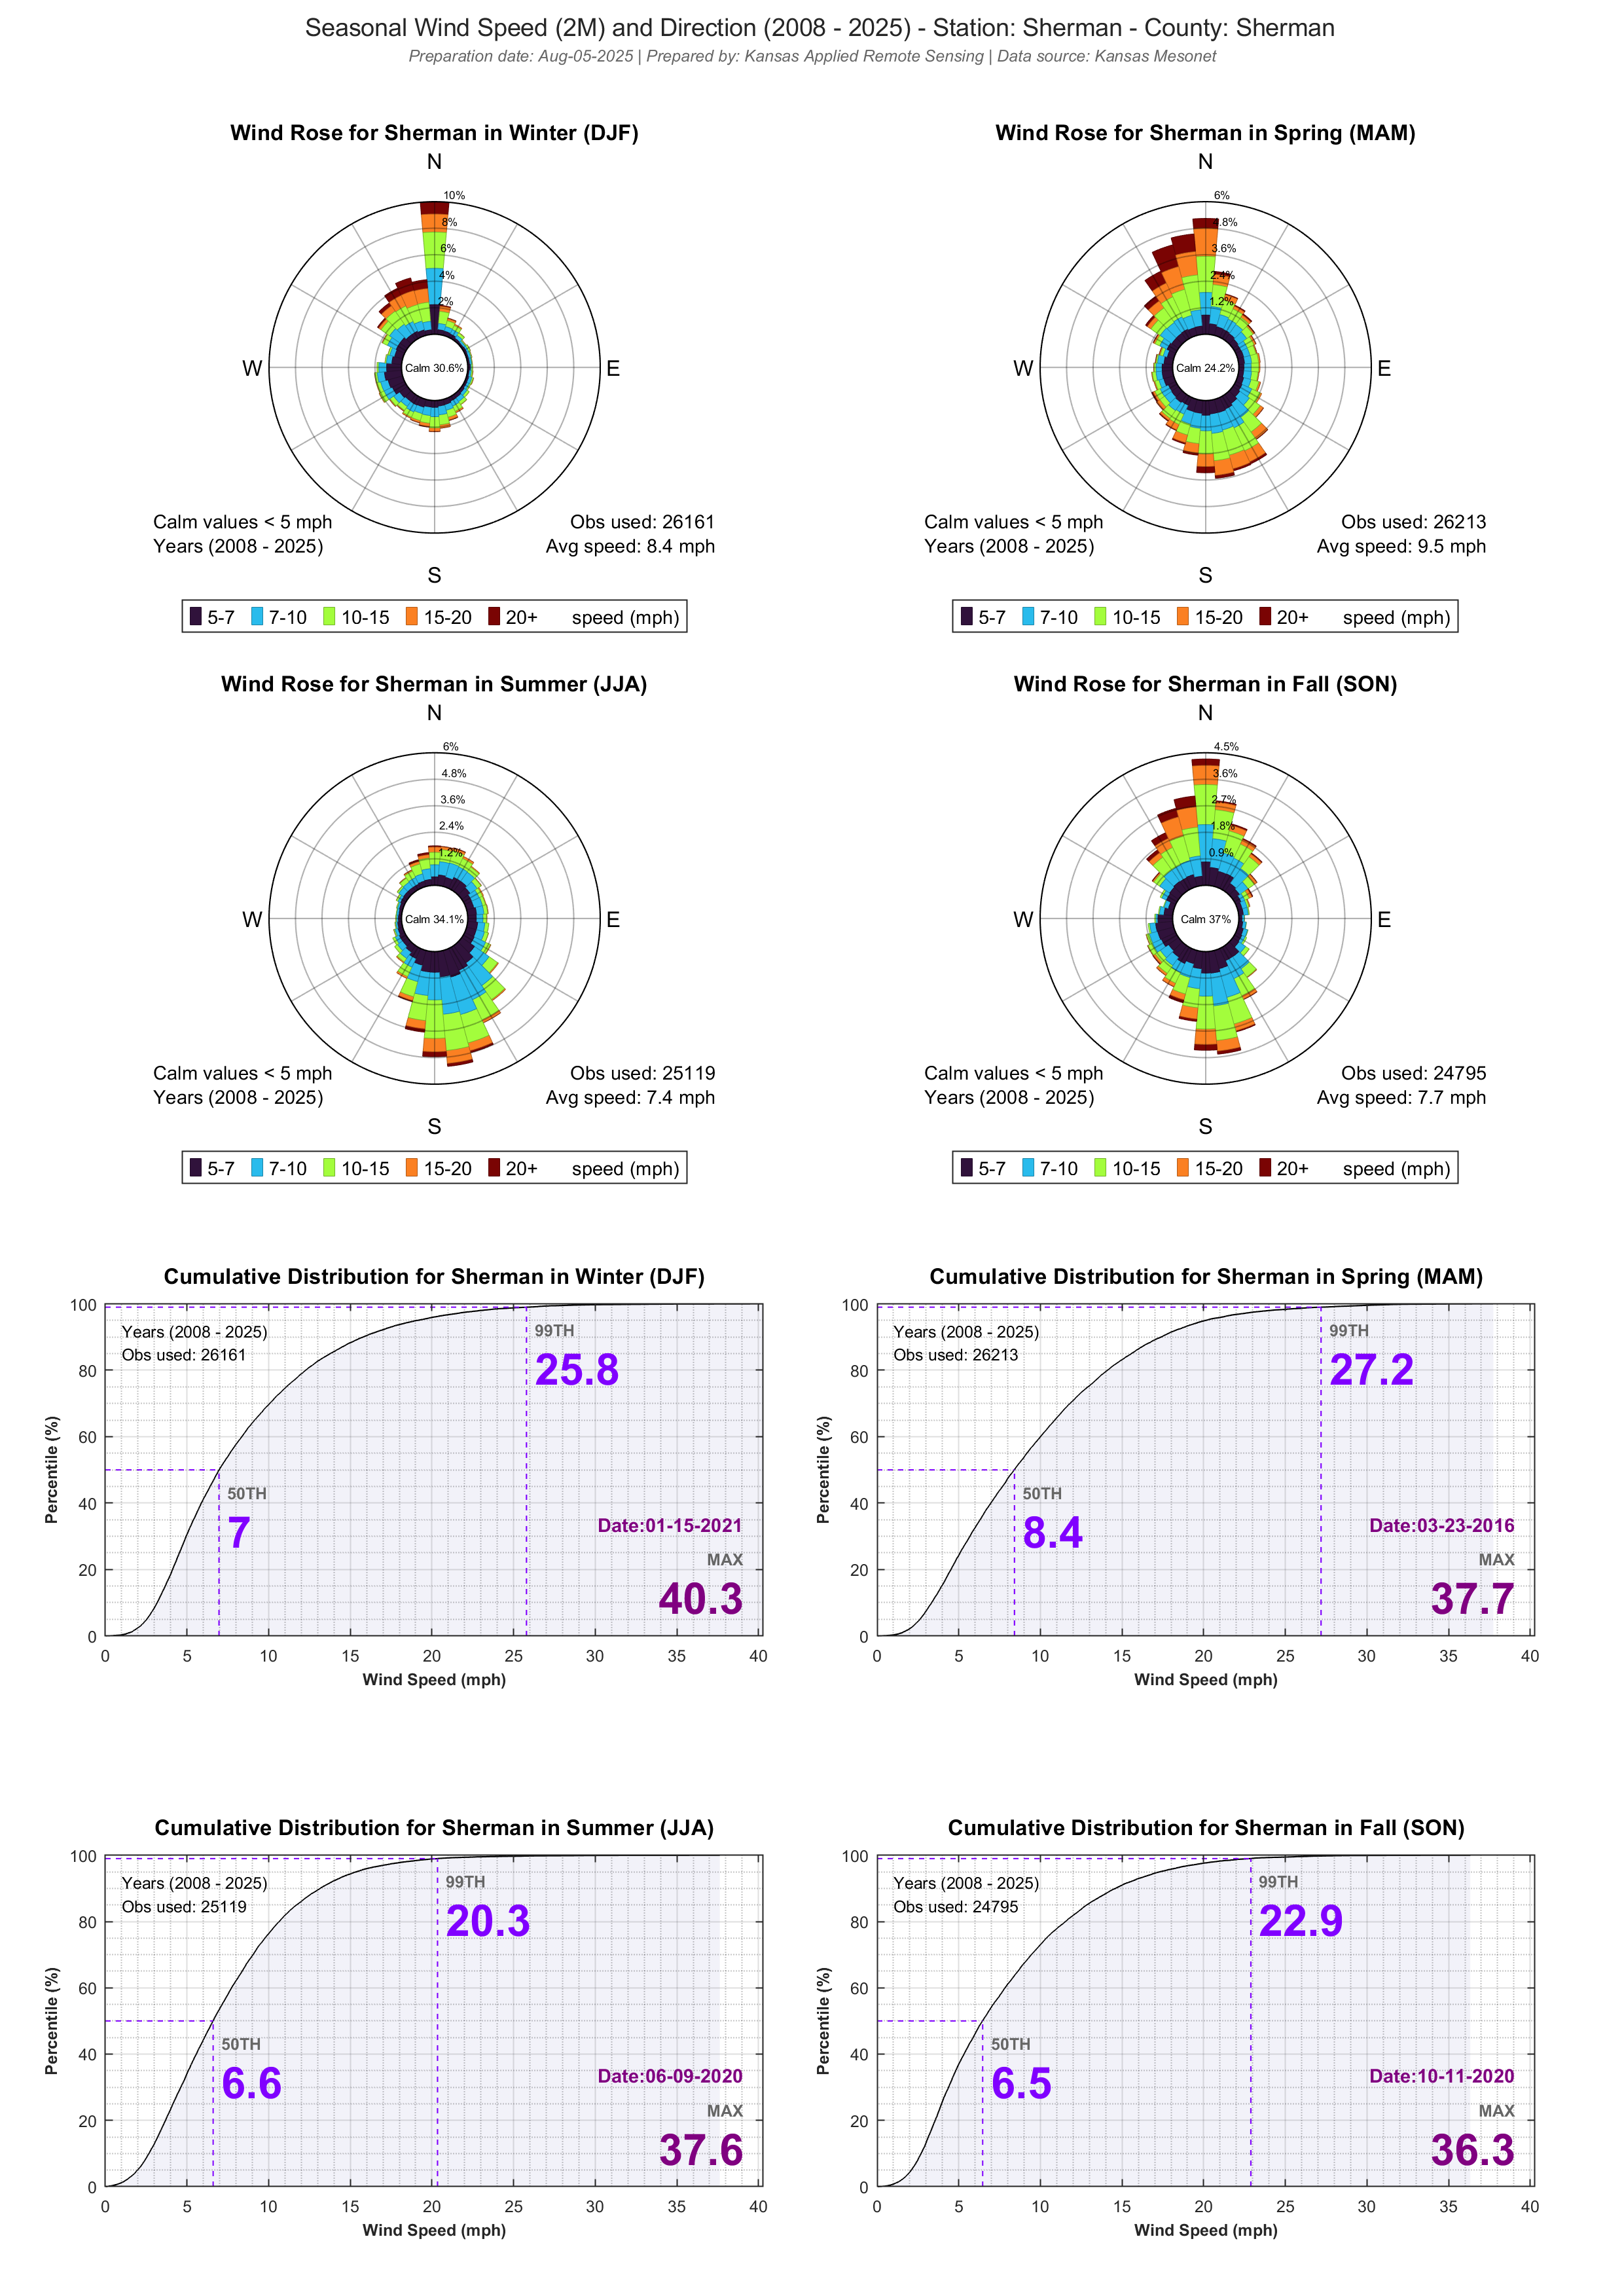 Seasonal Wind Speed (2M) and Direction (2008 - 2025) - Station: Sherman - County: Sherman
Preparation date: Aug-05-2025 | Prepared by: Kansas Applied Remote Sensing | Data source: Kansas Mesonet
Wind Rose for Sherman in Winter (DJF)
N
10%
8%
6%
4%
2%
W
Calm 30.6%
E
Calm values < 5 mph
Years (2008 - 2025)
Obs used: 26161
Avg speed: 8.4 mph
S
5-7 7-10 10-15 15-20 20+ speed (mph)
Wind Rose for Sherman in Spring (MAM)
N
6%
4.8%
3.6%
2.4%
1.2%
W
Calm 24.2%
E
Calm values < 5 mph
Years (2008 - 2025)
Obs used: 26213
Avg speed: 9.5 mph
S
5-7 7-10 10-15 15-20 20+ speed (mph)
Wind Rose for Sherman in Summer (JJA)
N
6%
4.8%
3.6%
2.4%
1.2%
W
Calm 34.1%
E
Calm values < 5 mph
Years (2008 - 2025)
Obs used: 25119
Avg speed: 7.4 mph
S
5-7 7-10 10-15 15-20 20+ speed (mph)
Wind Rose for Sherman in Fall (SON)
N
4.5%
3.6%
2.7%
1.8%
0.9%
W
Calm 37%
E
Calm values < 5 mph
Years (2008 - 2025)
Obs used: 24795
Avg speed: 7.7 mph
S
5-7 7-10 10-15 15-20 20+ speed (mph)
Cumulative Distribution for Sherman in Winter (DJF)
100
80
60
40
20
0
Percentile (%)
Years (2008 - 2025)
Obs used: 26161
99TH
25.8
50TH
7
Date:01-15-2021
MAX
40.3
0 5 10 15 20 25 30 35 40
Wind Speed (mph)
Cumulative Distribution for Sherman in Spring (MAM)
100
80
60
40
20
0
Percentile (%)
Years (2008 - 2025)
Obs used: 26213
99TH
27.2
50TH
8.4
Date:03-23-2016
MAX
37.7
0 5 10 15 20 25 30 35 40
Wind Speed (mph)
Cumulative Distribution for Sherman in Summer (JJA)
100
80
60
40
20
0
Percentile (%)
Years (2008 - 2025)
Obs used: 25119
99TH
20.3
50TH
6.6
Date:06-09-2020
MAX
37.6
0 5 10 15 20 25 30 35 40
Wind Speed (mph)
Cumulative Distribution for Sherman in Fall (SON)
100
80
60
40
20
0
Percentile (%)
Years (2008 - 2025)
Obs used: 24795
99TH
22.9
50TH
6.5
Date:10-11-2020
MAX
36.3
0 5 10 15 20 25 30 35 40
Wind Speed (mph)